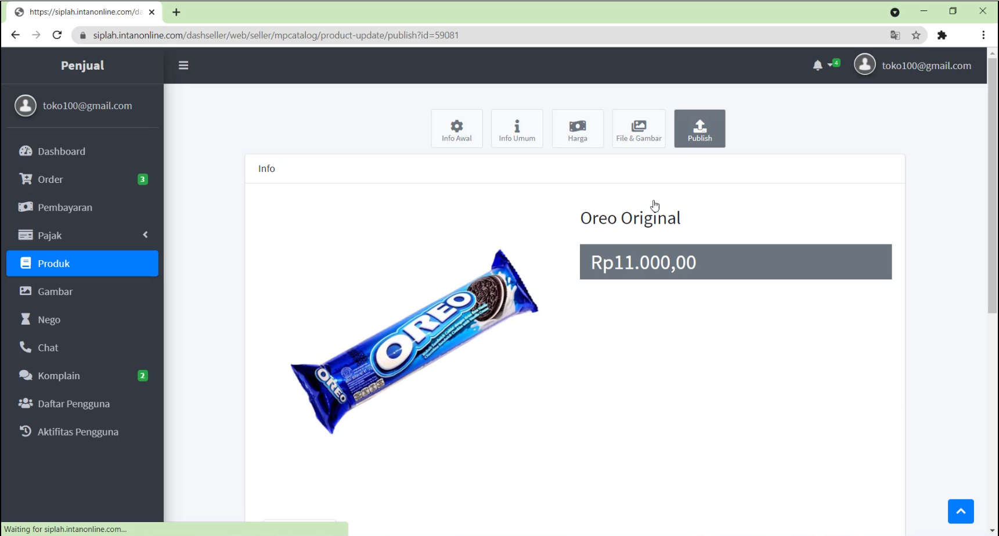 https://siplah.intanonline.com/da
siplah.intanonline.com/dashseller/web/seller/mpcatalog/product-update/publish?id=59081
Penjual
4
toko100@gmail.com
toko100@gmail.com
Dashboard
Order 3
Pembayaran
Pajak
Produk
Gambar
Nego
Chat
Komplain 2
Daftar Pengguna
Aktifitas Pengguna
Info Awal
Info Umum
Harga
File & Gambar
Publish
Info
Oreo Original
Rp11.000,00
OREO
OREO
Waiting for siplah.intanonline.com...